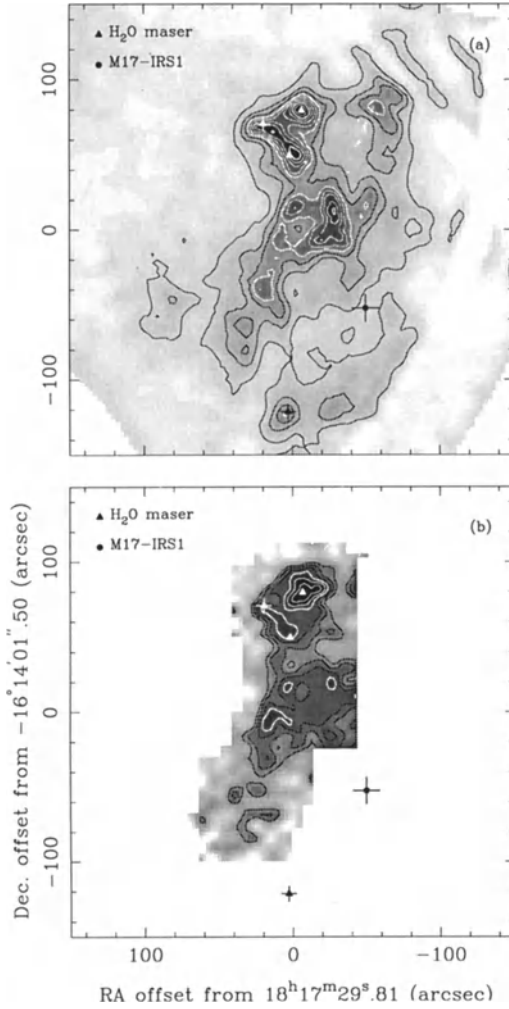 ▲ H₂O maser
● M17-IRS1
(a)
100
0
−100
▲ H₂O maser
● M17-IRS1
(b)
100
0
−100
Dec. offset from −16°14′01″.50 (arcsec)
100
0
−100
RA offset from 18ʰ17ᵐ29ˢ.81 (arcsec)